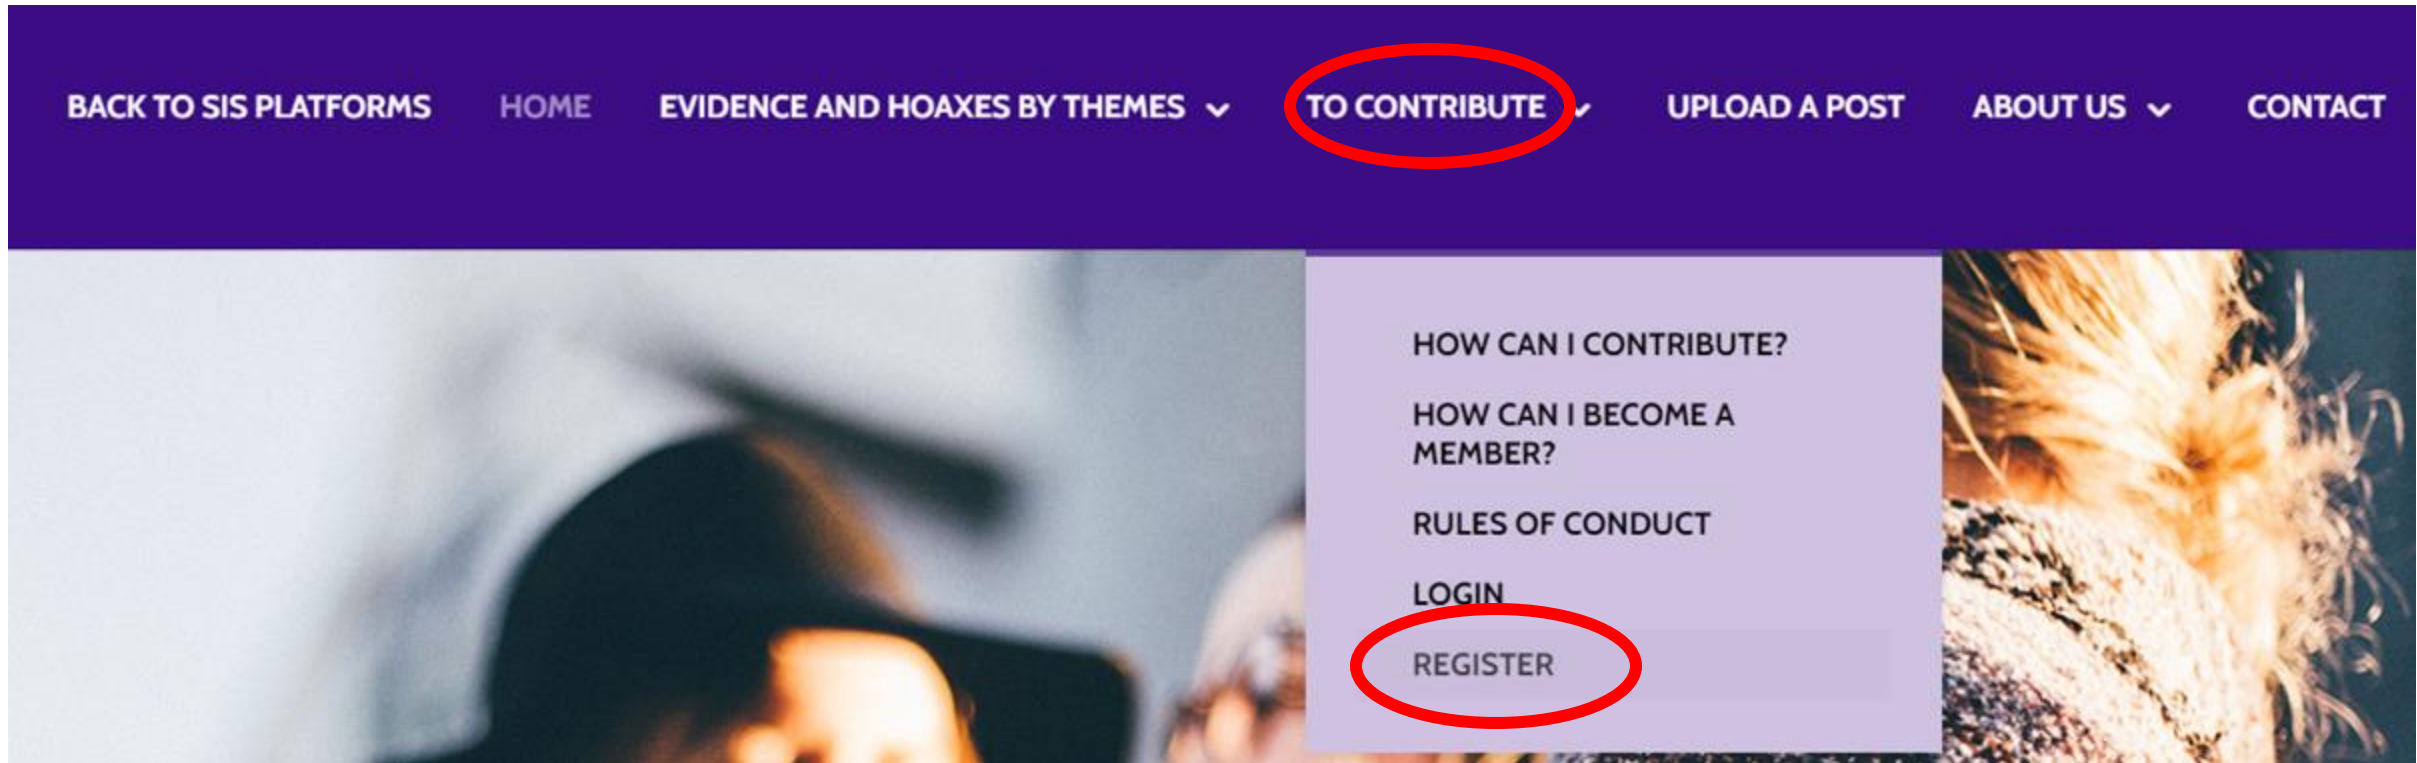 BACK TO SIS PLATFORMS HOME EVIDENCE AND HOAXES BY THEMES TO CONTRIBUTE UPLOAD A POST ABOUT US CONTACT
HOW CAN I CONTRIBUTE?
HOW CAN I BECOME A
MEMBER?
RULES OF CONDUCT
LOGIN
REGISTER